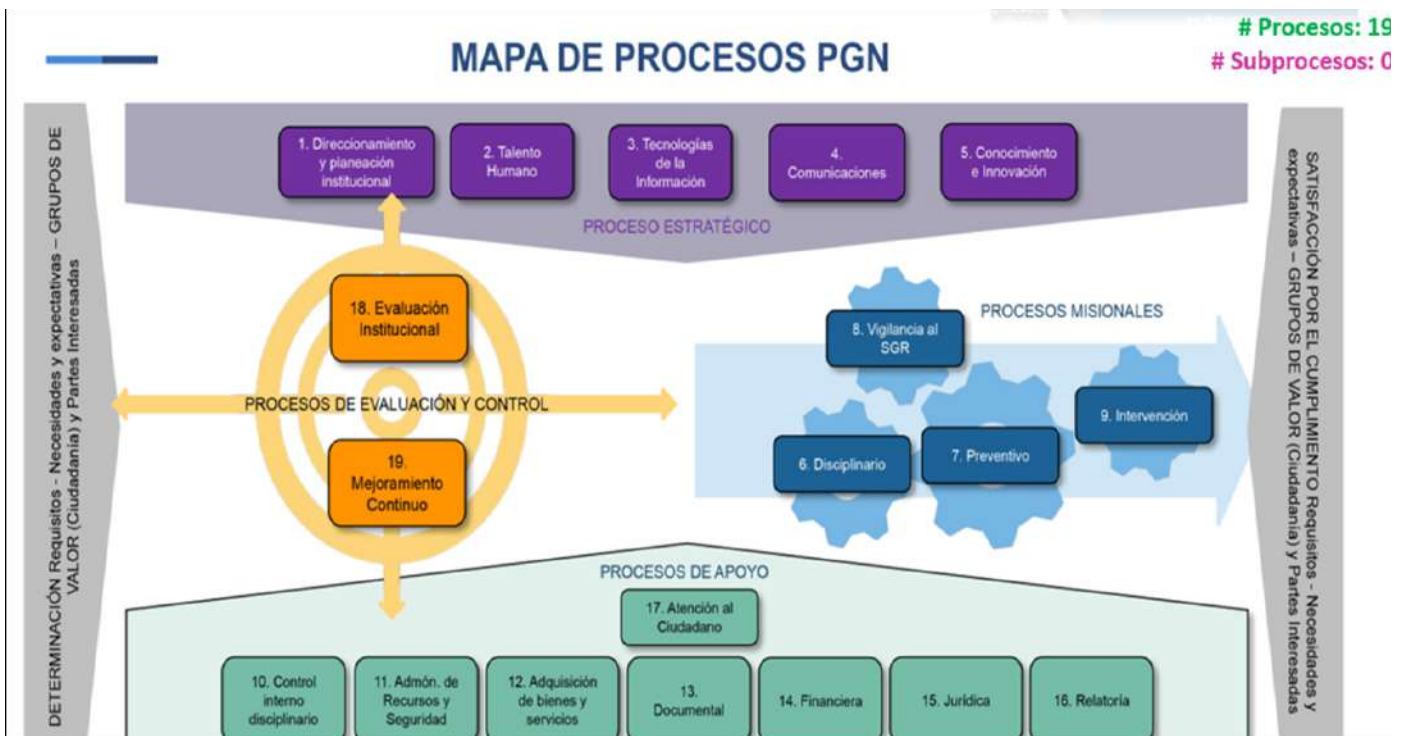 # Procesos: 19
# Subprocesos: 0
MAPA DE PROCESOS PGN
DETERMINACIÓN Requisitos - Necesidades y expectativas – GRUPOS DE
VALOR (Ciudadanía) y Partes Interesadas
1. Direccionamiento
y planeación
institucional
2. Talento
Humano
3. Tecnologías
de la
Información
4.
Comunicaciones
5. Conocimiento
e Innovación
PROCESO ESTRATÉGICO
18. Evaluación
Institucional
PROCESOS DE EVALUACIÓN Y CONTROL
19.
Mejoramiento
Continuo
PROCESOS MISIONALES
8. Vigilancia al
SGR
9. Intervención
6. Disciplinario
7. Preventivo
PROCESOS DE APOYO
17. Atención al
Ciudadano
10. Control
interno
disciplinario
11. Admón. de
Recursos y
Seguridad
12. Adquisición
de bienes y
servicios
13.
Documental
14. Financiera
15. Jurídica
16. Relatoría
SATISFACCIÓN POR EL CUMPLIMIENTO Requisitos - Necesidades y
expectativas – GRUPOS DE VALOR (Ciudadanía) y Partes Interesadas